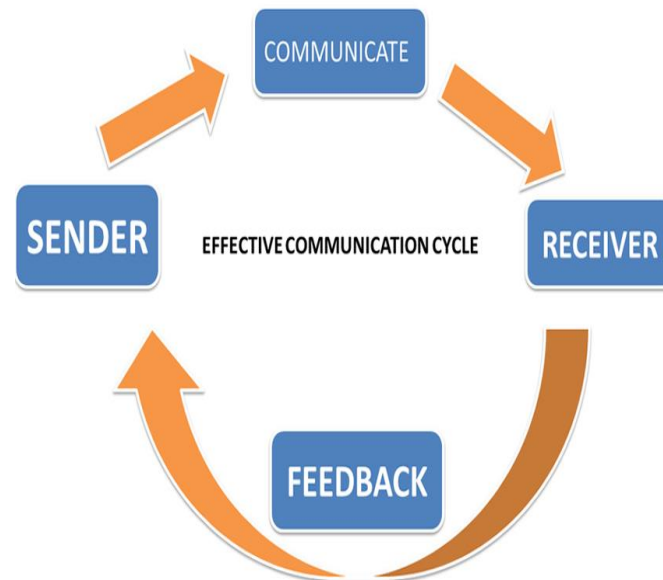 COMMUNICATE
SENDER
EFFECTIVE COMMUNICATION CYCLE
RECEIVER
FEEDBACK